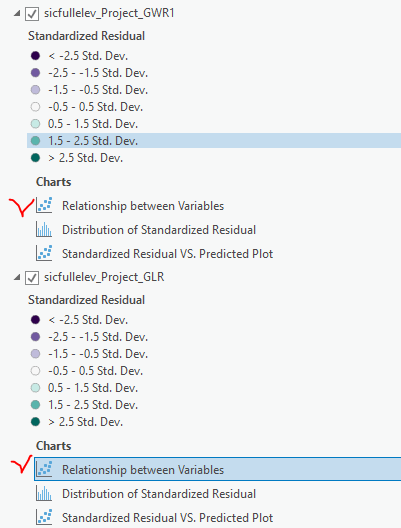 sicfullelev_Project_GWR1
Standardized Residual
< -2.5 Std. Dev.
-2.5 - -1.5 Std. Dev.
-1.5 - -0.5 Std. Dev.
-0.5 - 0.5 Std. Dev.
0.5 - 1.5 Std. Dev.
1.5 - 2.5 Std. Dev.
> 2.5 Std. Dev.
Charts
Relationship between Variables
Distribution of Standardized Residual
Standardized Residual VS. Predicted Plot
sicfullelev_Project_GLR
Standardized Residual
< -2.5 Std. Dev.
-2.5 - -1.5 Std. Dev.
-1.5 - -0.5 Std. Dev.
-0.5 - 0.5 Std. Dev.
0.5 - 1.5 Std. Dev.
1.5 - 2.5 Std. Dev.
> 2.5 Std. Dev.
Charts
Relationship between Variables
Distribution of Standardized Residual
Standardized Residual VS. Predicted Plot